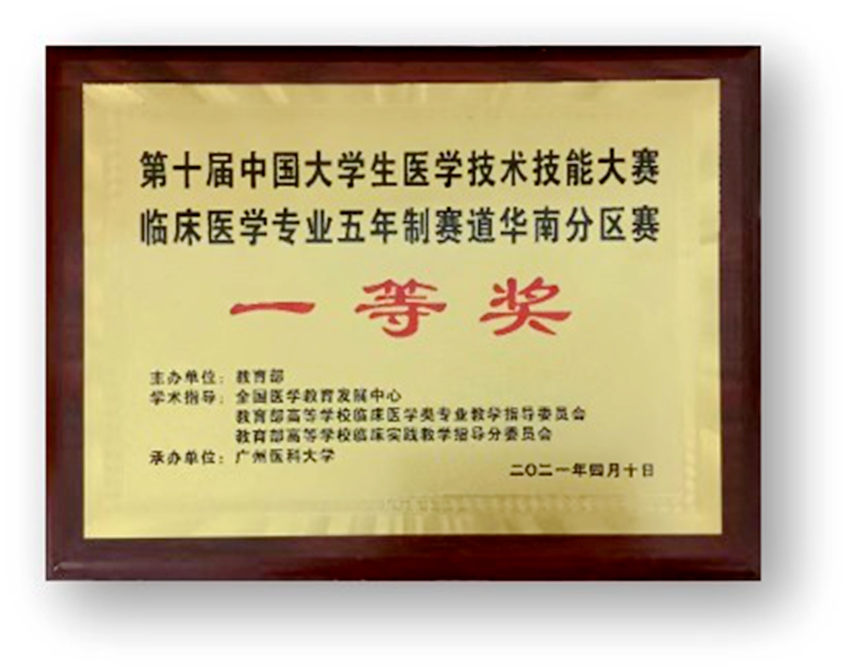 第十届中国大学生医学技术技能大赛
临床医学专业五年制赛道华南分区赛
一等奖
主办单位：教育部
学术指导：全国医学教育发展中心
教育部高等学校临床医学类专业教学指导委员会
教育部高等学校临床实践教学指导分委员会
承办单位：广州医科大学
二〇二一年四月十日